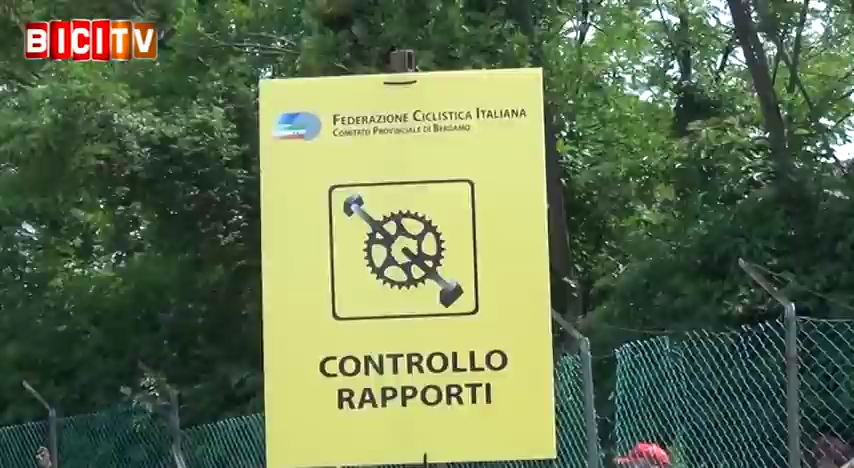 BICITV
FEDERAZIONE CICLISTICA ITALIANA
COMITATO PROVINCIALE DI BERGAMO
CONTROLLO
RAPPORTI